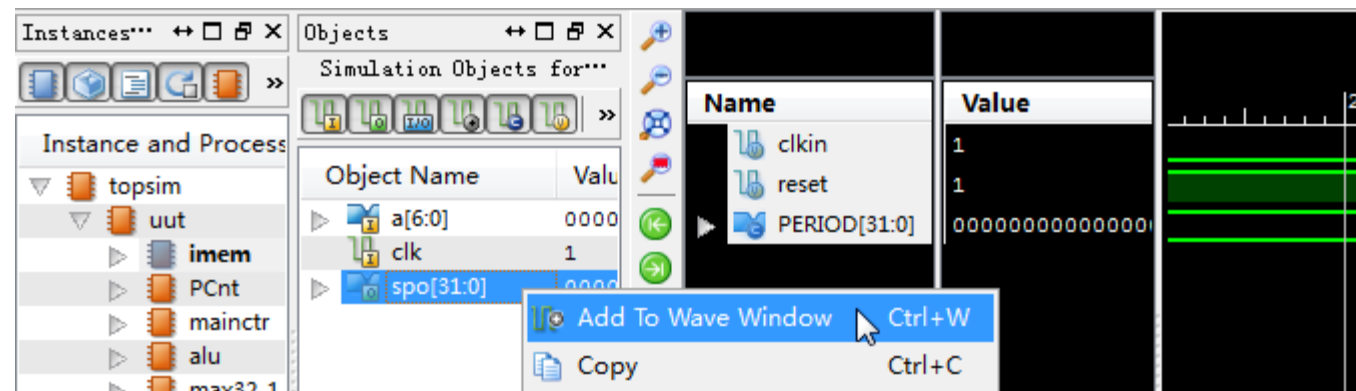 Instances…
Objects
Simulation Objects for…
Instance and Process
topsim
uut
imem
PCnt
mainctr
alu
Object Name
Valu
a[6:0]
0000
clk
1
spo[31:0]
0000
Add To Wave Window
Ctrl+W
Copy
Ctrl+C
Name
Value
clkin
1
reset
1
PERIOD[31:0]
000000000000000
2